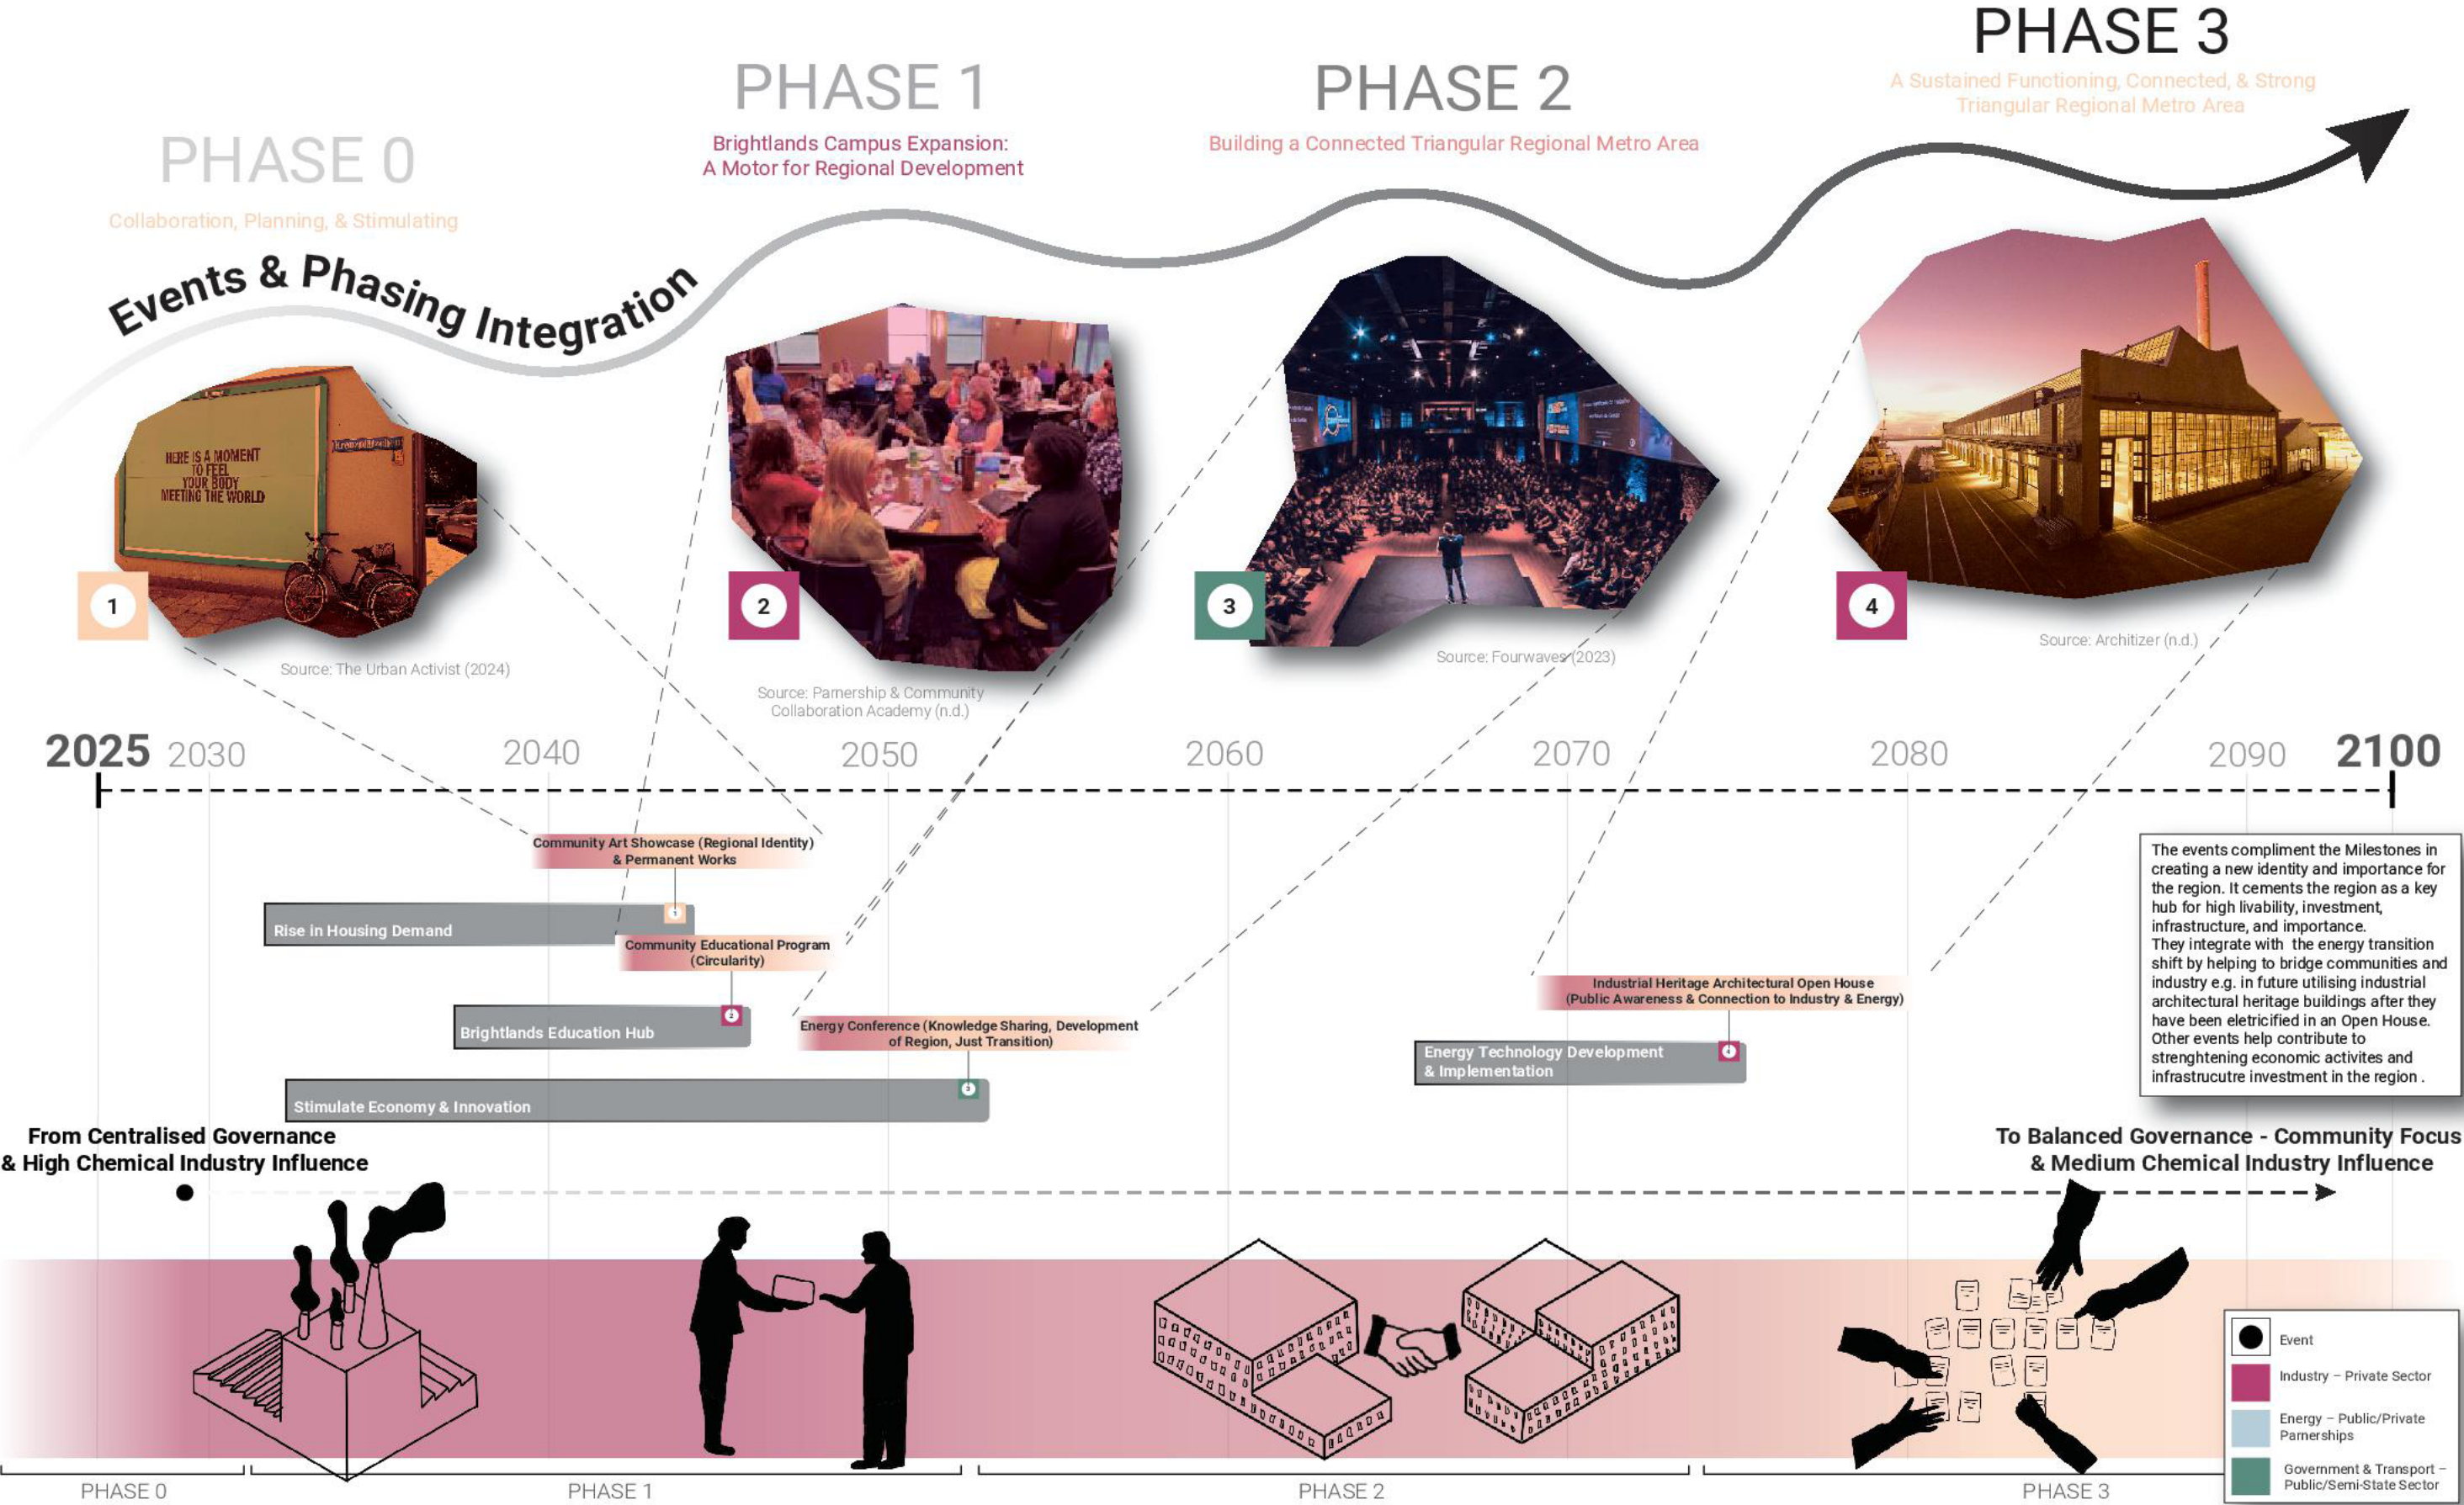 PHASE 0
Collaboration, Planning, & Stimulating
PHASE 1
Brightlands Campus Expansion:
A Motor for Regional Development
PHASE 2
Building a Connected Triangular Regional Metro Area
PHASE 3
A Sustained Functioning, Connected, & Strong
Triangular Regional Metro Area
Events & Phasing Integration
HERE IS A MOMENT
TO FEEL
YOUR BODY
MEETING THE WORLD
1
2
3
4
Source: The Urban Activist (2024)
Source: Parnership & Community
Collaboration Academy (n.d.)
Source: Fourwaves (2023)
Source: Architizer (n.d.)
2025
2030
2040
2050
2060
2070
2080
2090
2100
Community Art Showcase (Regional Identity)
& Permanent Works
1
Rise in Housing Demand
Community Educational Program
(Circularity)
2
Brightlands Education Hub
Energy Conference (Knowledge Sharing, Development
of Region, Just Transition)
3
Stimulate Economy & Innovation
Industrial Heritage Architectural Open House
(Public Awareness & Connection to Industry & Energy)
4
Energy Technology Development
& Implementation
The events compliment the Milestones in
creating a new identity and importance for
the region. It cements the region as a key
hub for high livability, investment,
infrastructure, and importance.
They integrate with the energy transition
shift by helping to bridge communities and
industry e.g. in future utilising industrial
architectural heritage buildings after they
have been eletricified in an Open House.
Other events help contribute to
strenghtening economic activites and
infrastrucutre investment in the region .
From Centralised Governance
& High Chemical Industry Influence
To Balanced Governance - Community Focus
& Medium Chemical Industry Influence
Event
Industry – Private Sector
Energy – Public/Private
Parnerships
Government & Transport –
Public/Semi-State Sector
PHASE 0
PHASE 1
PHASE 2
PHASE 3